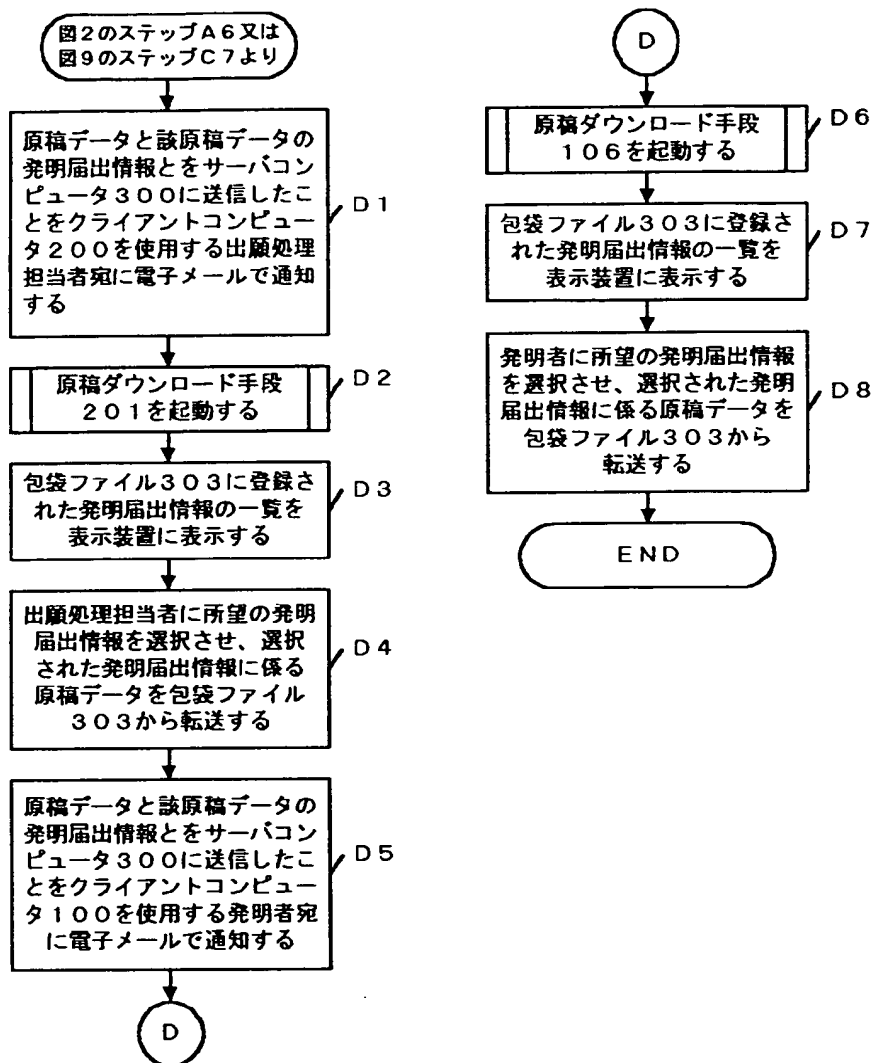 図2のステップA6又は
図9のステップC7より
原稿データと該原稿データの
発明届出情報とをサーバコン
ピュータ300に送信したこ
とをクライアントコンピュー
タ200を使用する出願処理
担当者宛に電子メールで通知
する
D1
原稿ダウンロード手段
201を起動する
D2
包袋ファイル303に登録さ
れた発明届出情報の一覧を
表示装置に表示する
D3
出願処理担当者に所望の発明
届出情報を選択させ、選択
された発明届出情報に係る
原稿データを包袋ファイル
303から転送する
D4
原稿データと該原稿データの
発明届出情報とをサーバコン
ピュータ300に送信したこ
とをクライアントコンピュー
タ100を使用する発明者宛
に電子メールで通知する
D5
D
D
原稿ダウンロード手段
106を起動する
D6
包袋ファイル303に登録さ
れた発明届出情報の一覧を
表示装置に表示する
D7
発明者に所望の発明届出情報
を選択させ、選択された発明
届出情報に係る原稿データを
包袋ファイル303から
転送する
D8
END